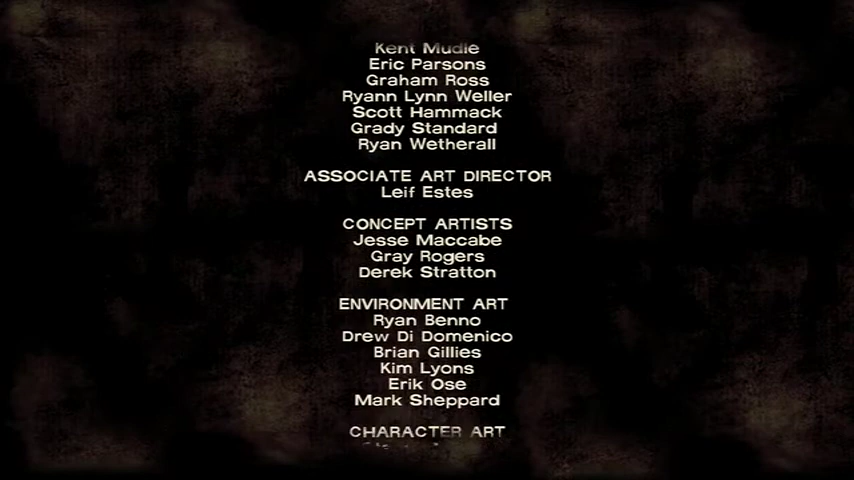 Kent Mudle
Eric Parsons
Graham Ross
Ryann Lynn Weller
Scott Hammack
Grady Standard
Ryan Wetherall
ASSOCIATE ART DIRECTOR
Leif Estes
CONCEPT ARTISTS
Jesse Maccabe
Gray Rogers
Derek Stratton
ENVIRONMENT ART
Ryan Benno
Drew Di Domenico
Brian Gillies
Kim Lyons
Erik Ose
Mark Sheppard
CHARACTER ART